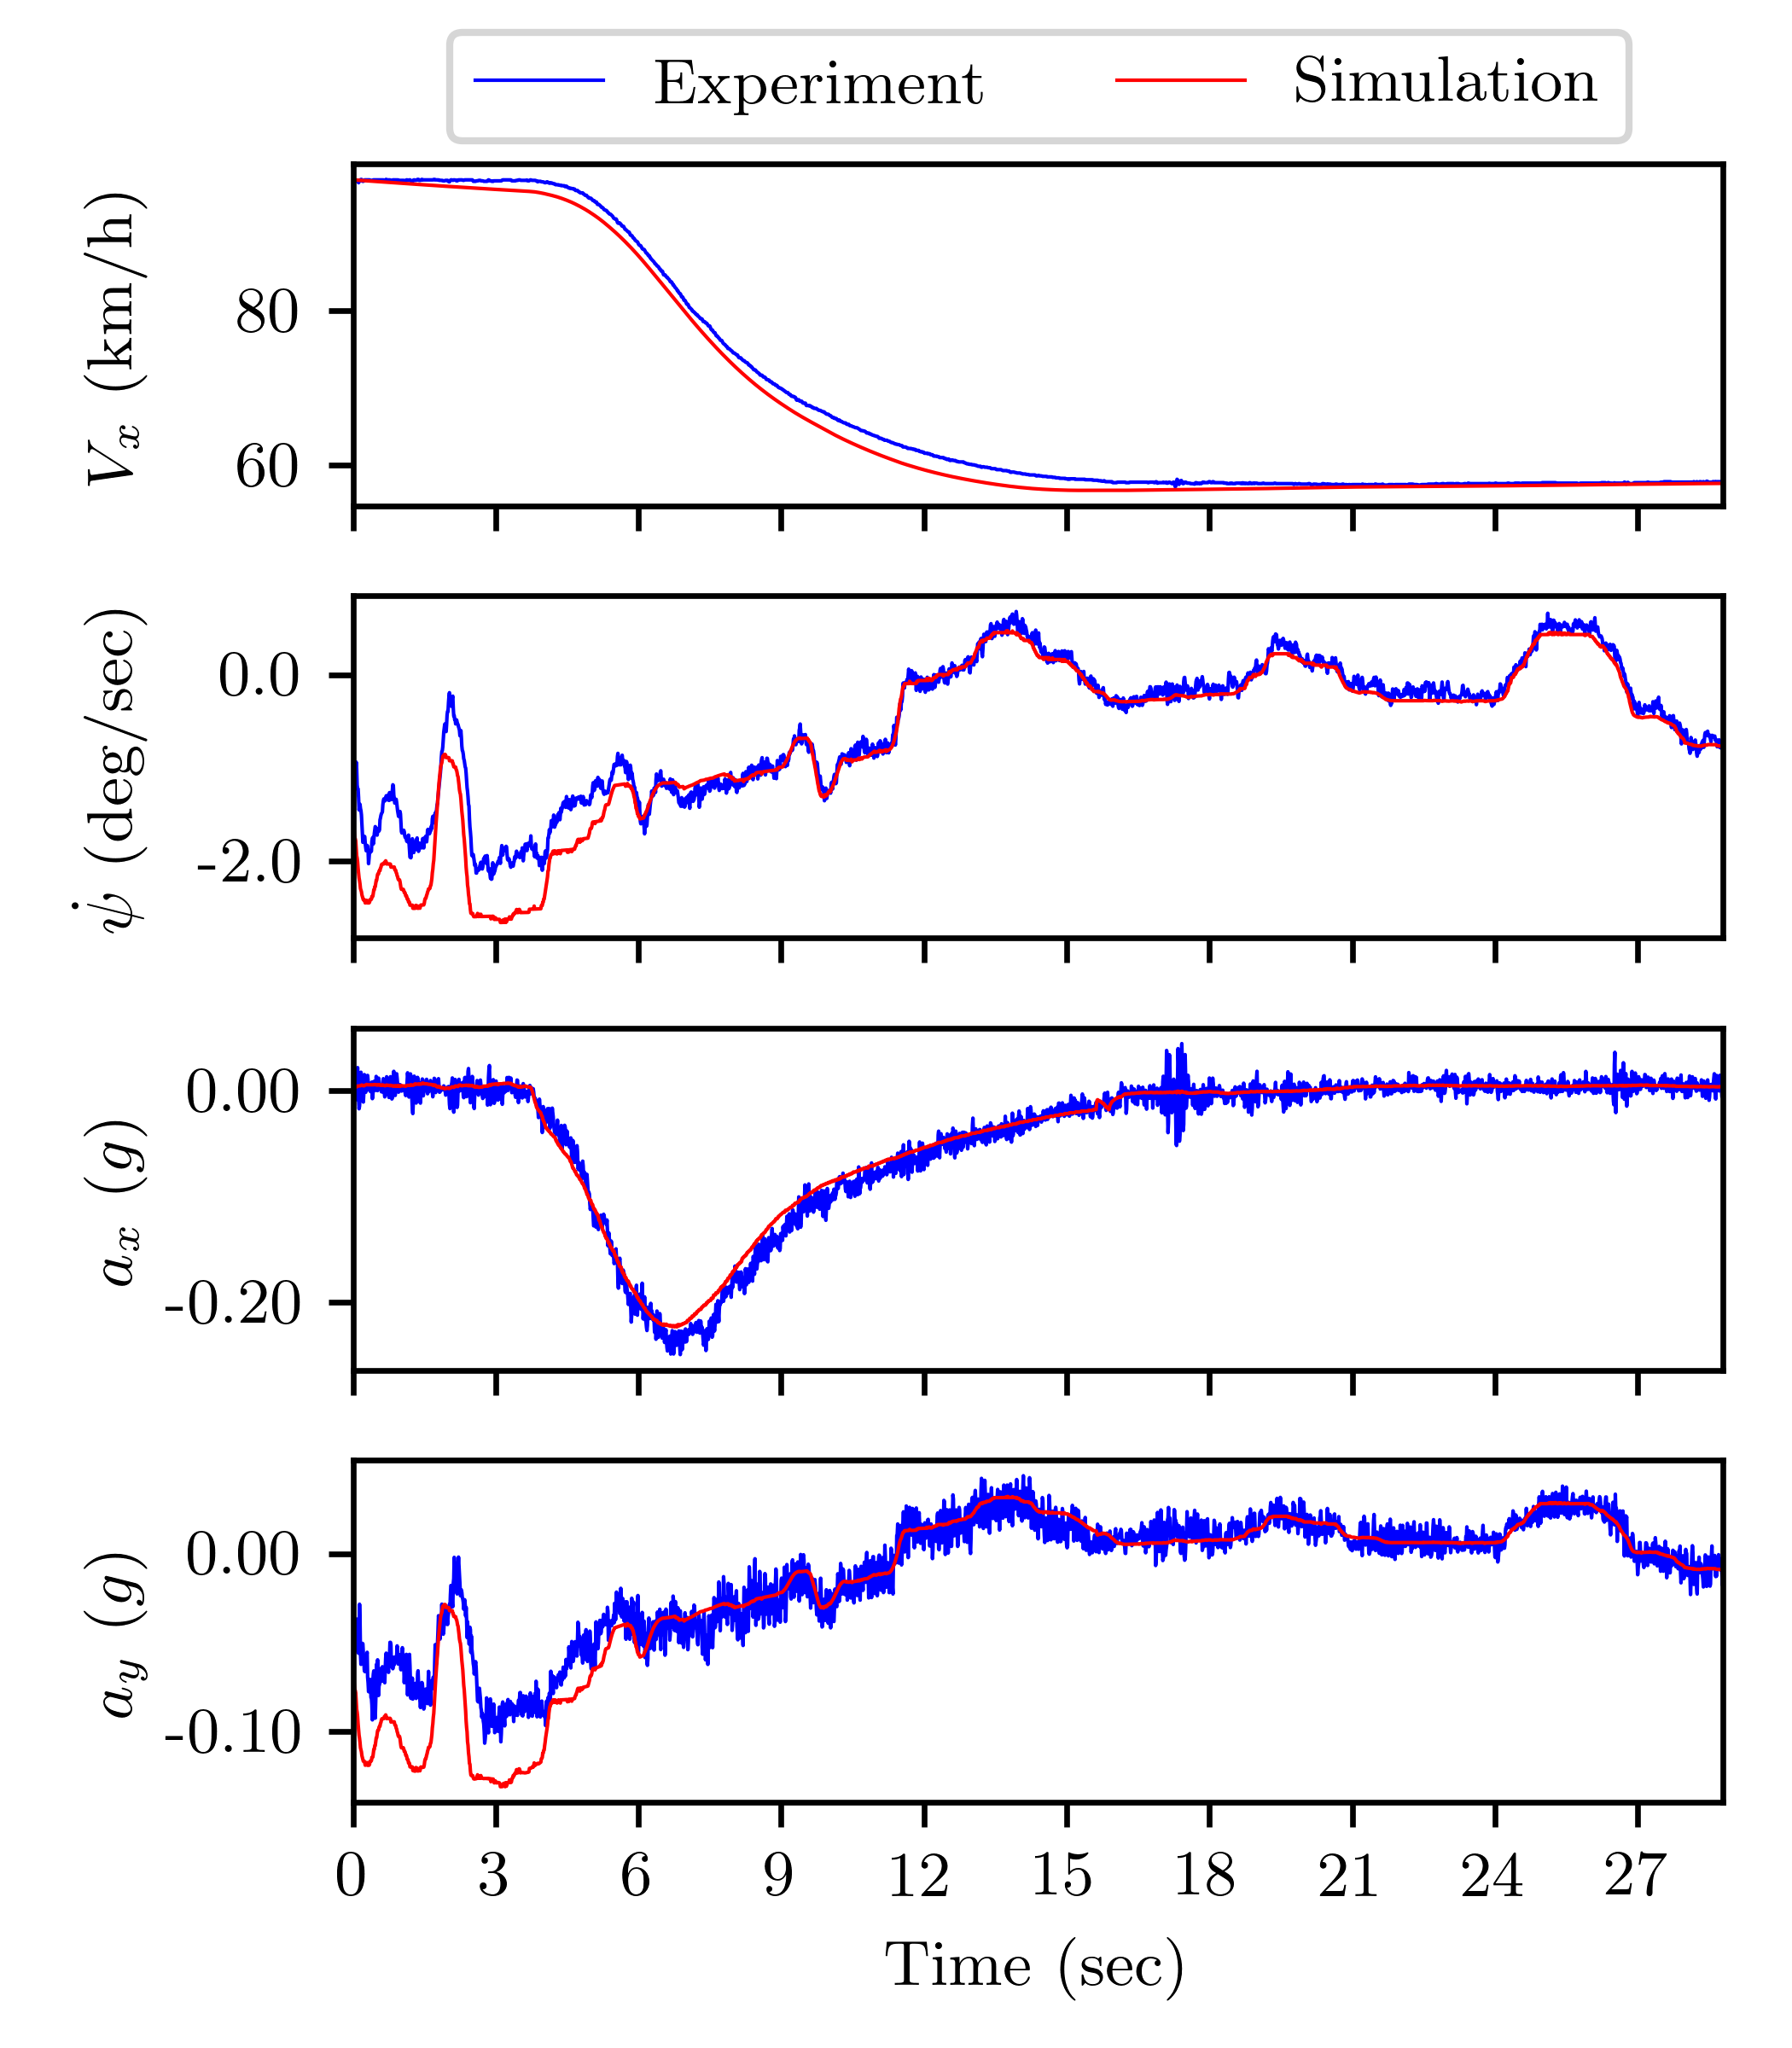 Experiment Simulation
V_x (km/h)
80
60
ψ̇ (deg/sec)
0.0
-2.0
a_x (g)
0.00
-0.20
a_y (g)
0.00
-0.10
0 3 6 9 12 15 18 21 24 27
Time (sec)